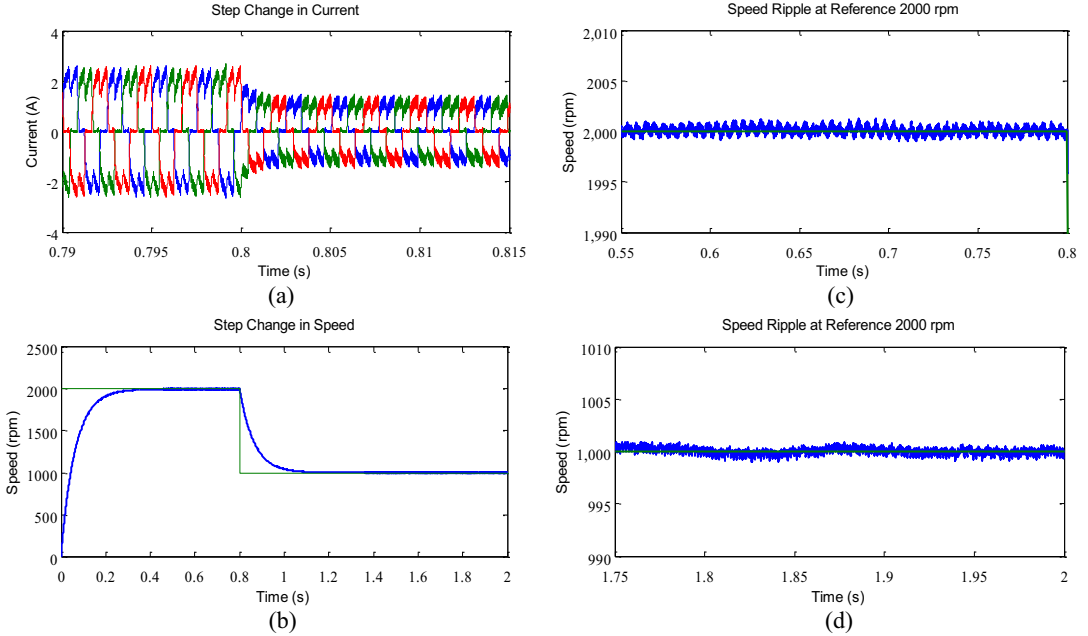 Step Change in Current
4
2
0
-2
-4
Current (A)
0.79 0.795 0.8 0.805 0.81 0.815
Time (s)
(a)
Speed Ripple at Reference 2000 rpm
2,010
2005
2,000
1995
1,990
Speed (rpm)
0.55 0.6 0.65 0.7 0.75 0.8
Time (s)
(c)
Step Change in Speed
2500
2000
1500
1000
500
0
Speed (rpm)
0 0.2 0.4 0.6 0.8 1 1.2 1.4 1.6 1.8 2
Time (s)
(b)
Speed Ripple at Reference 2000 rpm
1010
1005
1,000
995
990
Speed (rpm)
1.75 1.8 1.85 1.9 1.95 2
Time (s)
(d)